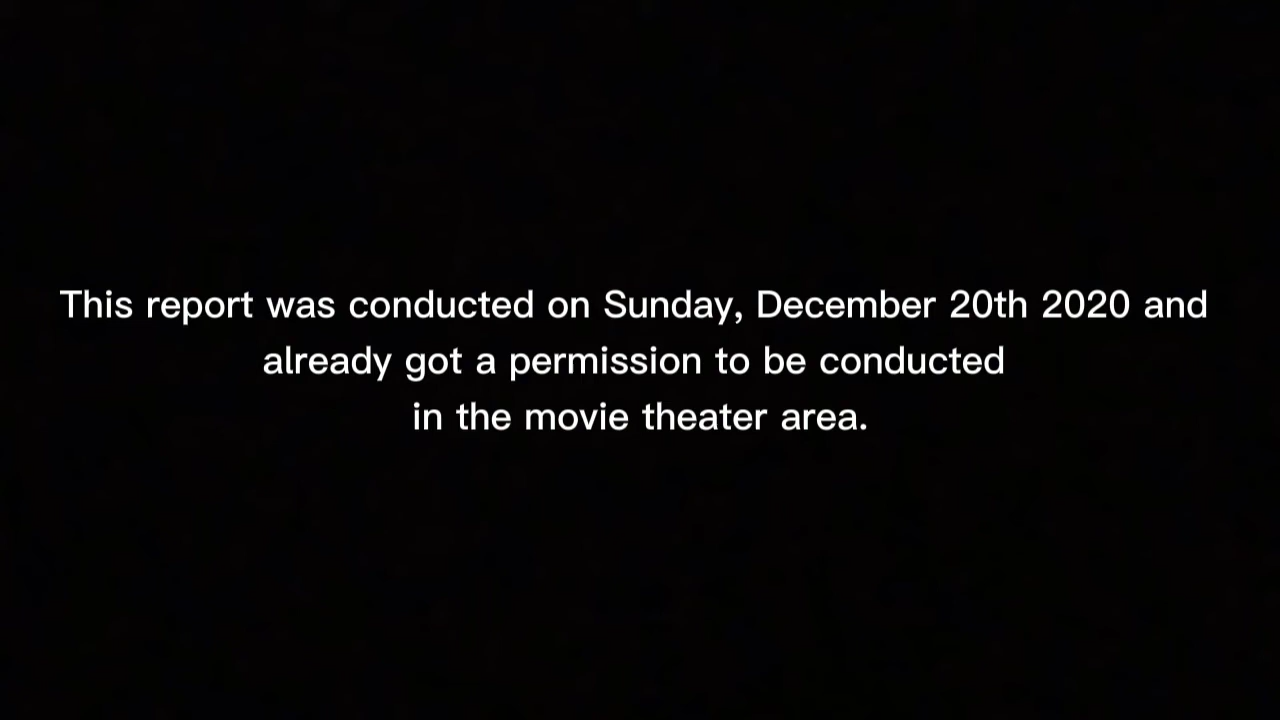 This report was conducted on Sunday, December 20th 2020 and
already got a permission to be conducted
in the movie theater area.